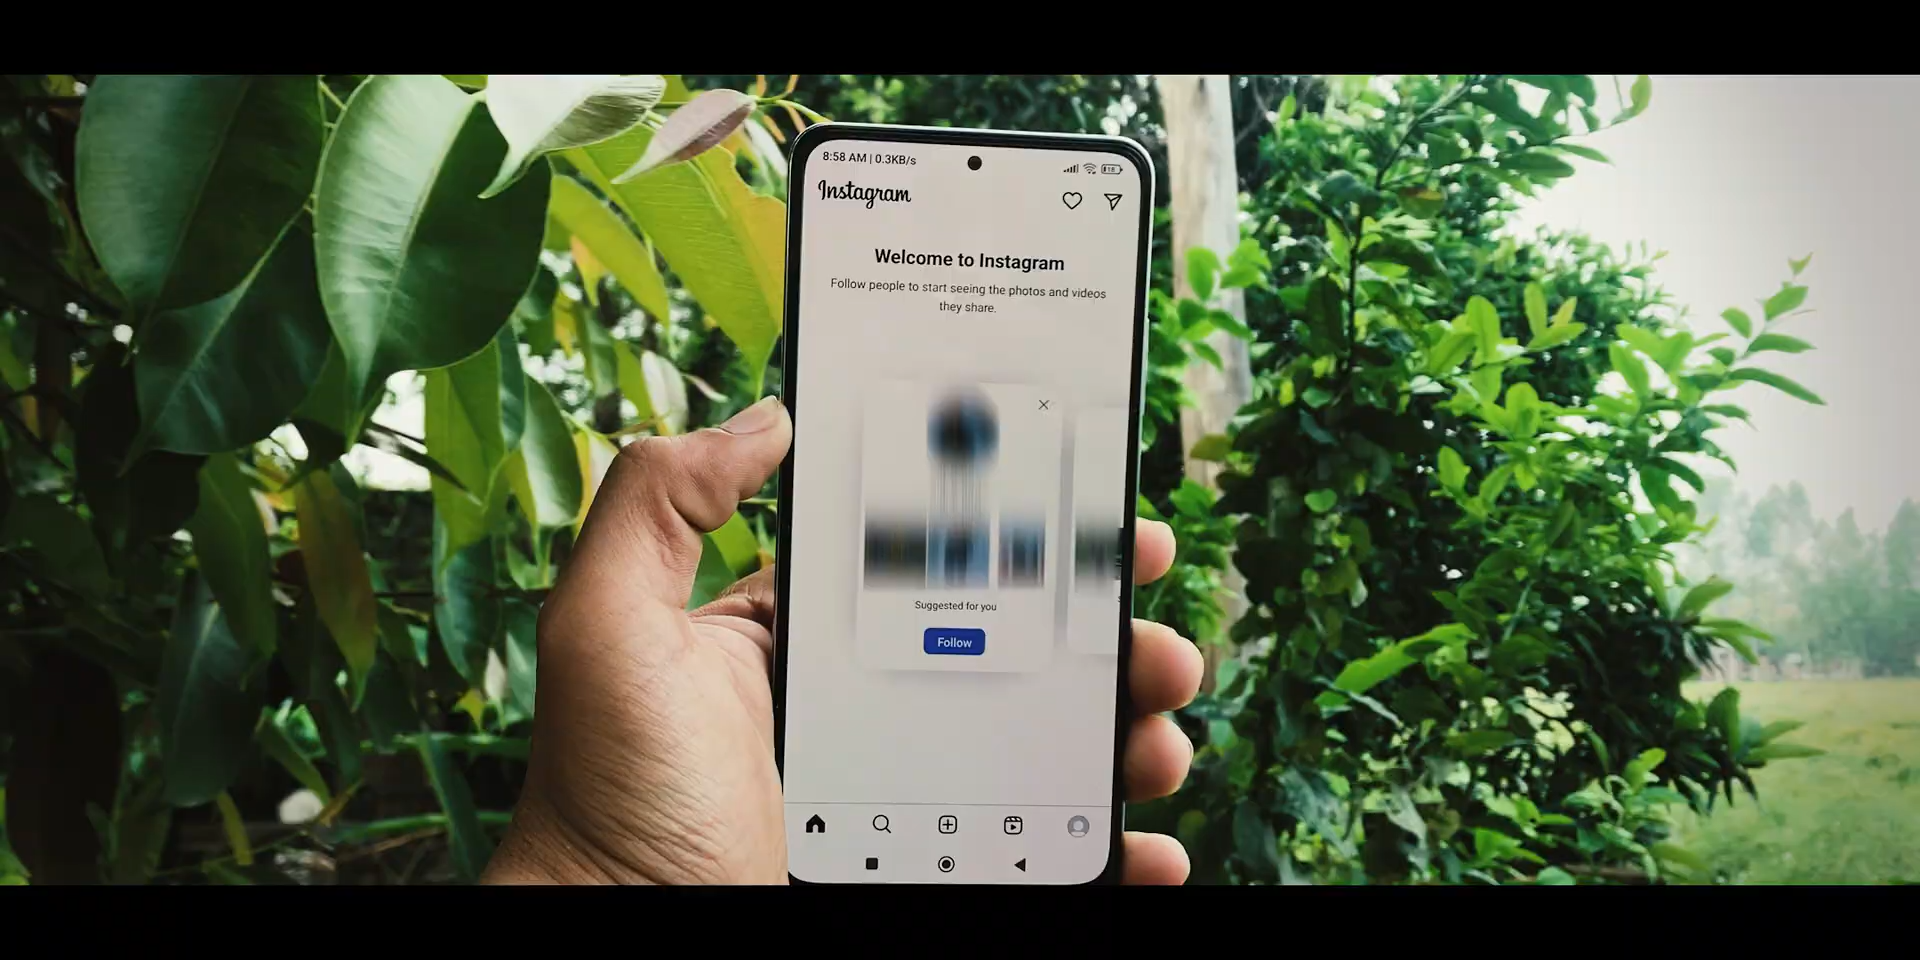 8:58 AM | 0.3KB/s
18
Instagram
Welcome to Instagram
Follow people to start seeing the photos and videos
they share.
Suggested for you
Follow